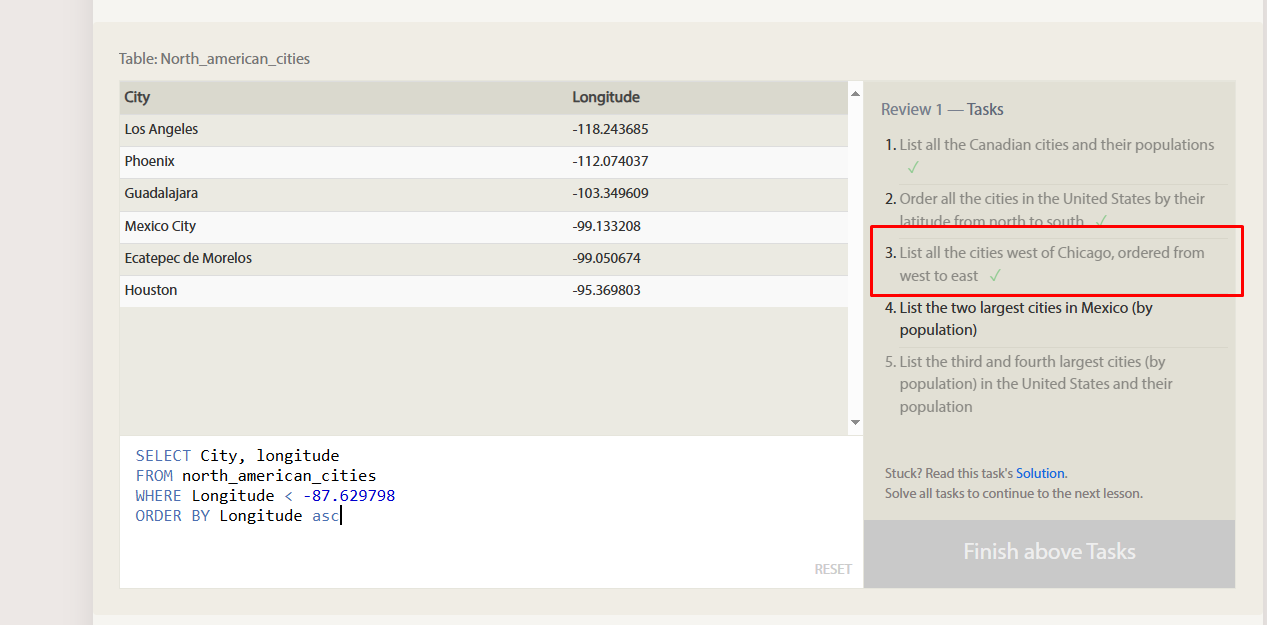 Table: North_american_cities
City Longitude
Los Angeles -118.243685
Phoenix -112.074037
Guadalajara -103.349609
Mexico City -99.133208
Ecatepec de Morelos -99.050674
Houston -95.369803
SELECT City, longitude
FROM north_american_cities
WHERE Longitude < -87.629798
ORDER BY Longitude asc
RESET
Review 1 — Tasks
1. List all the Canadian cities and their populations
✓
2. Order all the cities in the United States by their
latitude from north to south ✓
3. List all the cities west of Chicago, ordered from
west to east ✓
4. List the two largest cities in Mexico (by
population)
5. List the third and fourth largest cities (by
population) in the United States and their
population
Stuck? Read this task's Solution.
Solve all tasks to continue to the next lesson.
Finish above Tasks